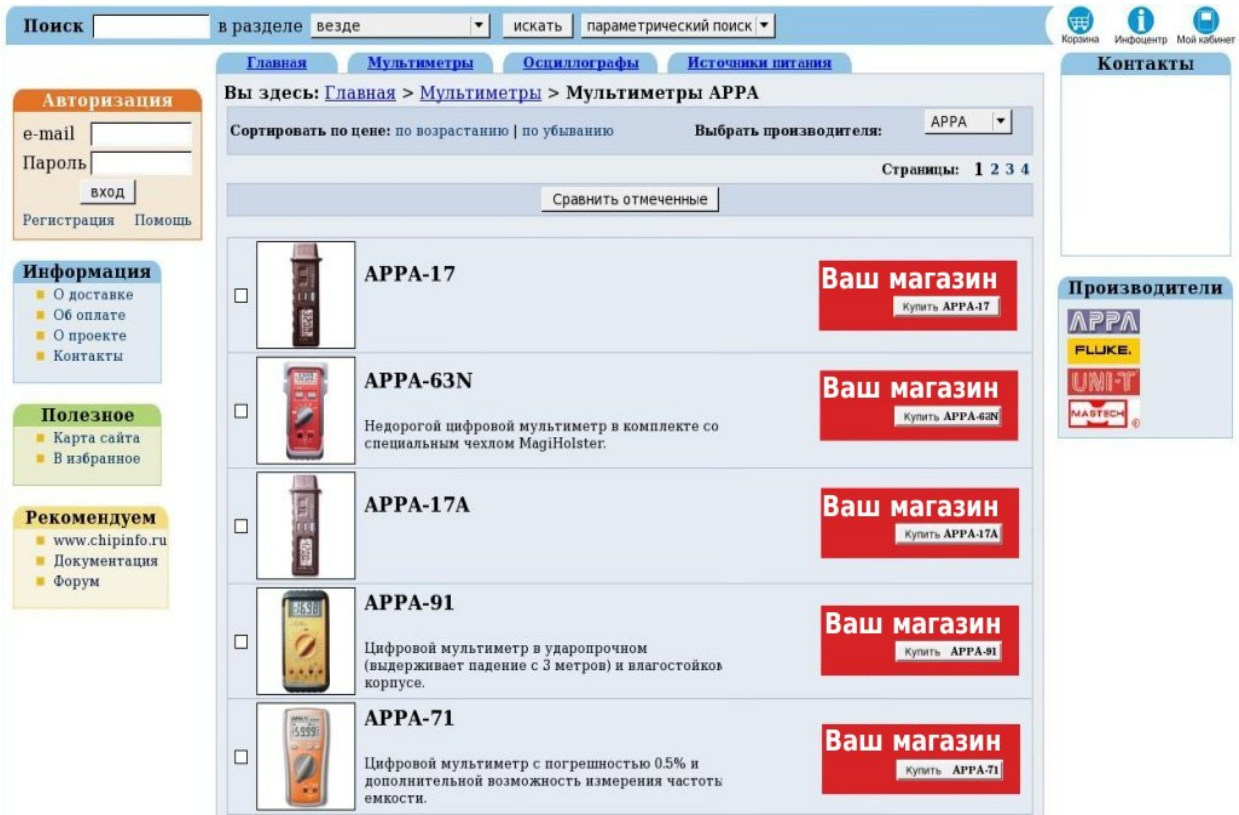 Поиск в разделе везде искать параметрический поиск
Корзина Инфоцентр Мой кабинет
Главная Мультиметры Осциллографы Источники питания
Контакты
Авторизация
e-mail
Пароль
вход
Регистрация Помощь
Информация
О доставке
Об оплате
О проекте
Контакты
Полезное
Карта сайта
В избранное
Рекомендуем
www.chipinfo.ru
Документация
Форум
Вы здесь: Главная > Мультиметры > Мультиметры APPA
Сортировать по цене: по возрастанию | по убыванию Выбрать производителя: APPA
Страницы: 1 2 3 4
Сравнить отмеченные
APPA-17
Ваш магазин
Купить APPA-17
APPA-63N
Недорогой цифровой мультиметр в комплекте со
специальным чехлом MagiHolster.
Ваш магазин
Купить APPA-63N
APPA-17A
Ваш магазин
Купить APPA-17A
APPA-91
Цифровой мультиметр в ударопрочном
(выдерживает падение с 3 метров) и влагостойком
корпусе.
Ваш магазин
Купить APPA-91
APPA-71
Цифровой мультиметр с погрешностью 0.5% и
дополнительной возможность измерения частоты
емкости.
Ваш магазин
Купить APPA-71
Производители
APPA
FLUKE.
UNI-T
MASTECH ®